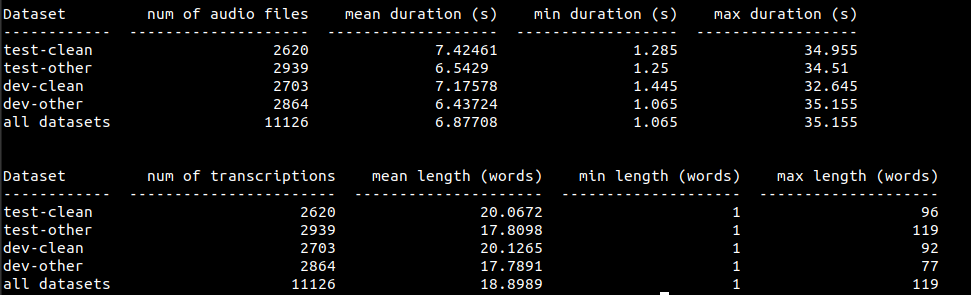 Dataset num of audio files mean duration (s) min duration (s) max duration (s)
------------ -------------------- ------------------- ------------------ ------------------
test-clean 2620 7.42461 1.285 34.955
test-other 2939 6.5429 1.25 34.51
dev-clean 2703 7.17578 1.445 32.645
dev-other 2864 6.43724 1.065 35.155
all datasets 11126 6.87708 1.065 35.155
Dataset num of transcriptions mean length (words) min length (words) max length (words)
------------ ----------------------- --------------------- -------------------- --------------------
test-clean 2620 20.0672 1 96
test-other 2939 17.8098 1 119
dev-clean 2703 20.1265 1 92
dev-other 2864 17.7891 1 77
all datasets 11126 18.8989 1 119